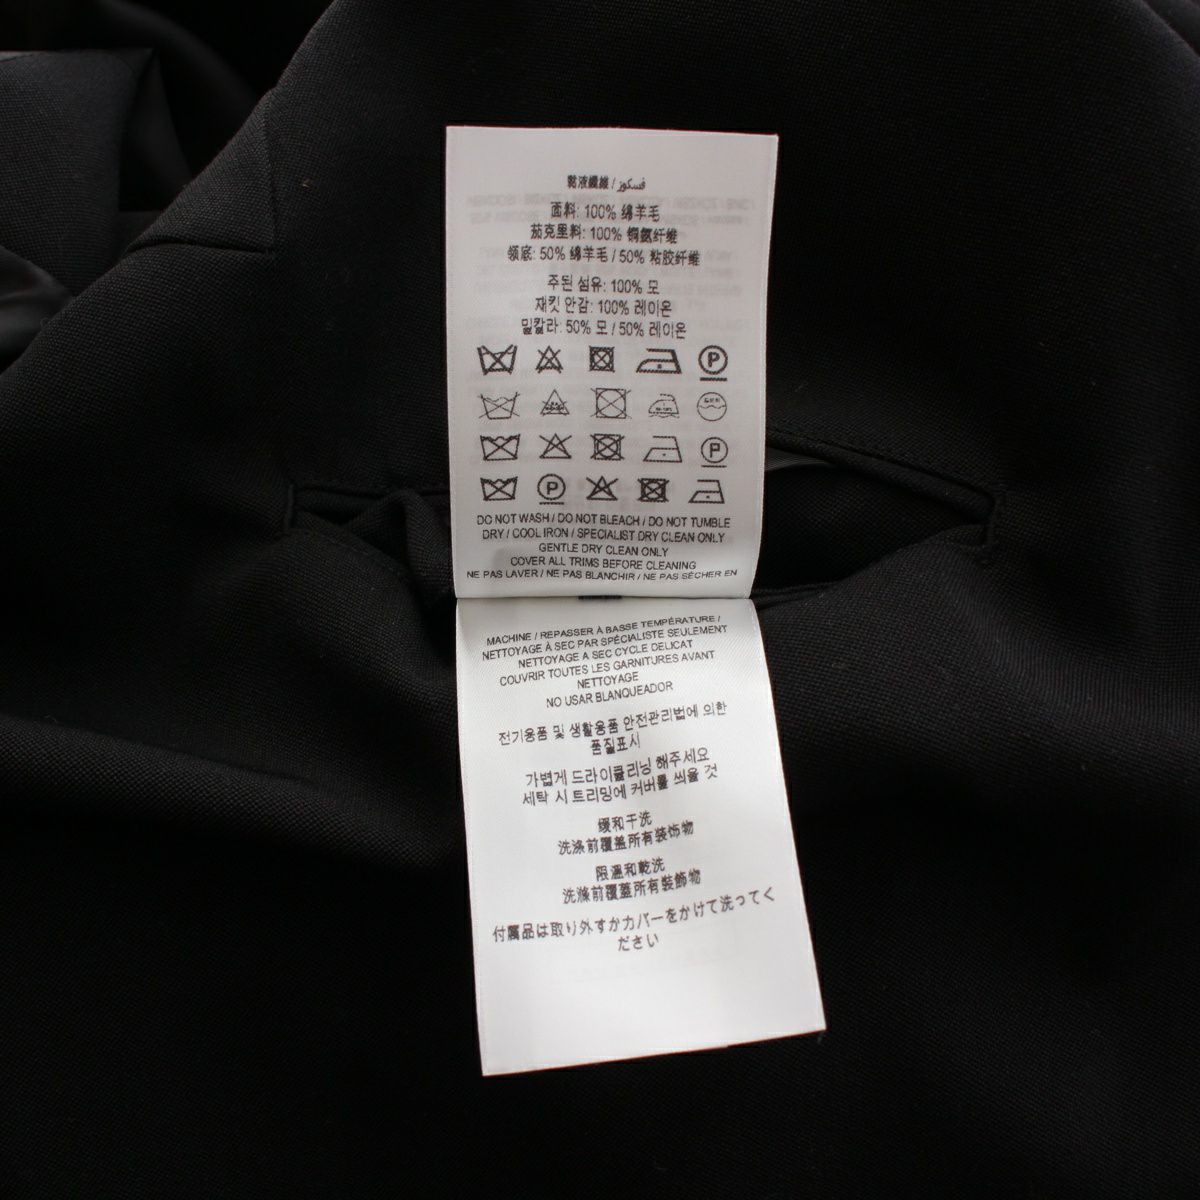 黏液纖維 / فسكوز
面料: 100% 绵羊毛
茄克里料: 100% 铜氨纤维
领底: 50% 绵羊毛 / 50% 粘胶纤维
주된 섬유: 100% 모
재킷 안감: 100% 레이온
밑칼라: 50% 모 / 50% 레이온
P
P
P
DO NOT WASH / DO NOT BLEACH / DO NOT TUMBLE
DRY / COOL IRON / SPECIALIST DRY CLEAN ONLY
GENTLE DRY CLEAN ONLY
COVER ALL TRIMS BEFORE CLEANING
NE PAS LAVER / NE PAS BLANCHIR / NE PAS SÉCHER EN
MACHINE / REPASSER À BASSE TEMPÉRATURE /
NETTOYAGE À SEC PAR SPÉCIALISTE SEULEMENT
NETTOYAGE A SEC CYCLE DELICAT
COUVRIR TOUTES LES GARNITURES AVANT
NETTOYAGE
NO USAR BLANQUEADOR
전기용품 및 생활용품 안전관리법에 의한
품질표시
가볍게 드라이클리닝 해주세요
세탁 시 트리밍에 커버를 씌울 것
缓和干洗
洗涤前覆盖所有装饰物
限溫和乾洗
洗滌前覆蓋所有裝飾物
付属品は取り外すかカバーをかけて洗ってく
ださい